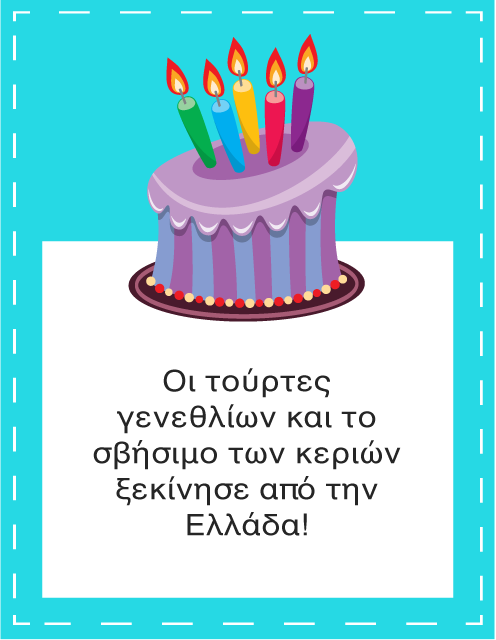 Οι τούρτες
γενεθλίων και το
σβήσιμο των κεριών
ξεκίνησε από την
Ελλάδα!